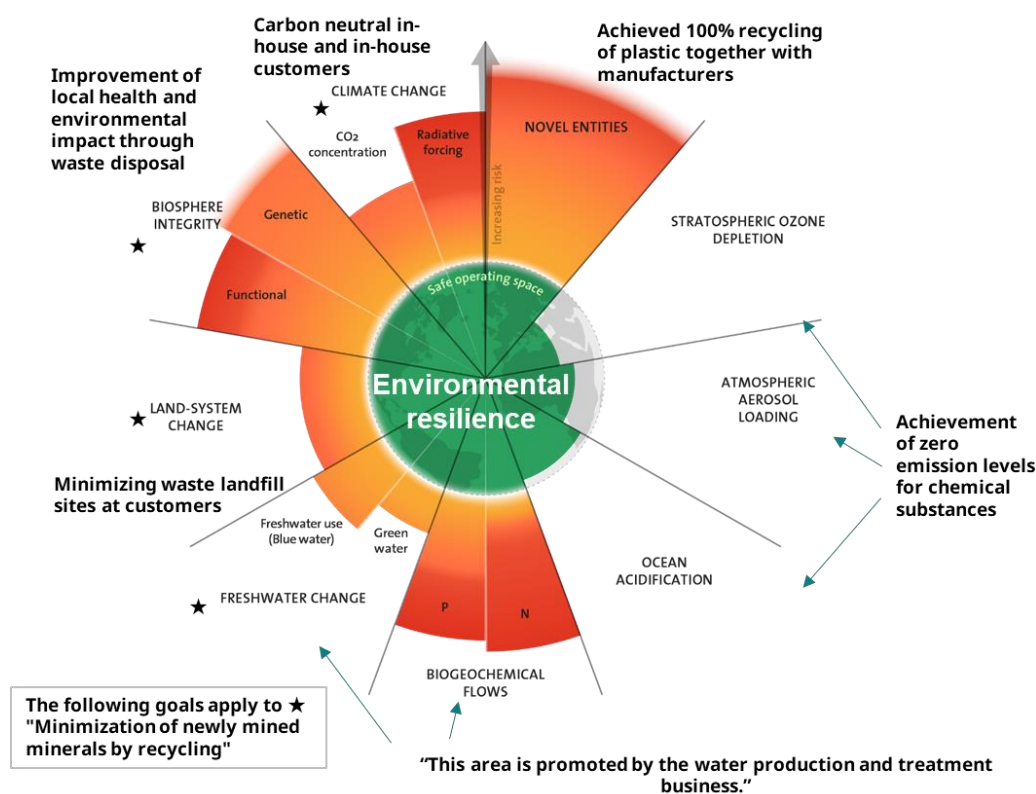 Carbon neutral in-
house and in-house
customers
Achieved 100% recycling
of plastic together with
manufacturers
Improvement of
local health and
environmental
impact through
waste disposal
★ CLIMATE CHANGE
CO2
concentration
Radiative
forcing
NOVEL ENTITIES
Increasing risk
BIOSPHERE
INTEGRITY
★
Genetic
Functional
STRATOSPHERIC OZONE
DEPLETION
Safe operating space
Environmental
resilience
ATMOSPHERIC
AEROSOL
LOADING
★ LAND-SYSTEM
CHANGE
Achievement
of zero
emission levels
for chemical
substances
Minimizing waste landfill
sites at customers
Freshwater use
(Blue water)
Green
water
OCEAN
ACIDIFICATION
★ FRESHWATER CHANGE
P
N
BIOGEOCHEMICAL
FLOWS
The following goals apply to ★
"Minimization of newly mined
minerals by recycling"
“This area is promoted by the water production and treatment
business.”